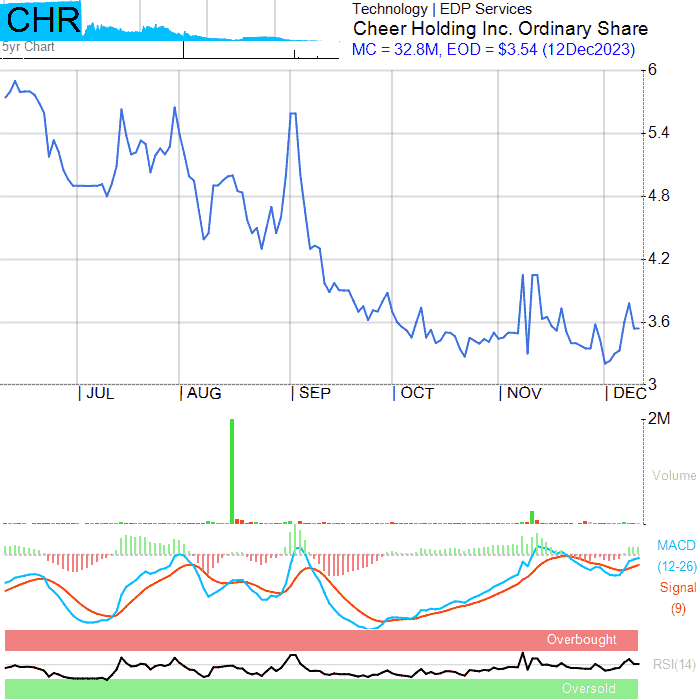 CHR
5yr Chart
Technology | EDP Services
Cheer Holding Inc. Ordinary Share
MC = 32.8M, EOD = $3.54 (12Dec2023)
6
5.4
4.8
4.2
3.6
3
JUL AUG SEP OCT NOV DEC
2M
Volume
MACD
(12-26)
Signal
(9)
Overbought
RSI(14)
Oversold